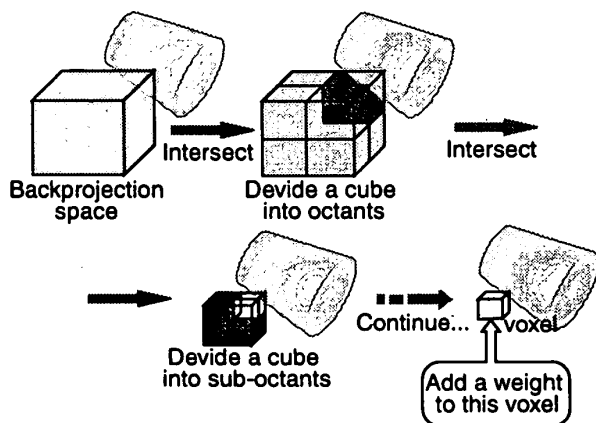 Intersect
Backprojection
space
Devide a cube
into octants
Intersect
Devide a cube
into sub-octants
Continue...
voxel
Add a weight
to this voxel